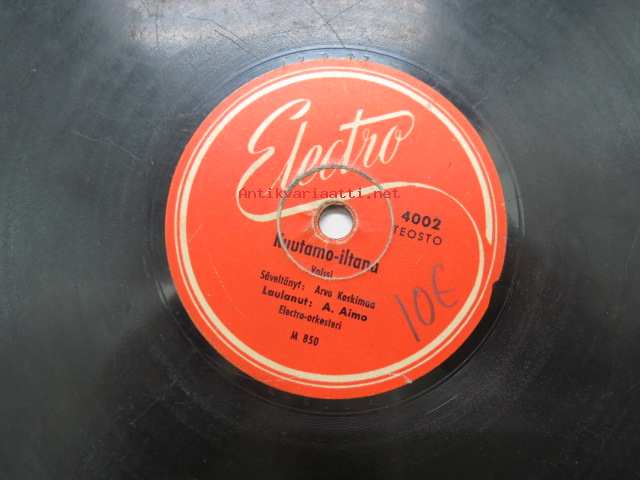 Electro
Antikvariaatti.net
4002
TEOSTO
Kuutamo-iltana
Valssi
Säveltänyt: Arvo Koskimaa
Laulanut: A. Aimo
Electro-orkesteri
M 850
10€